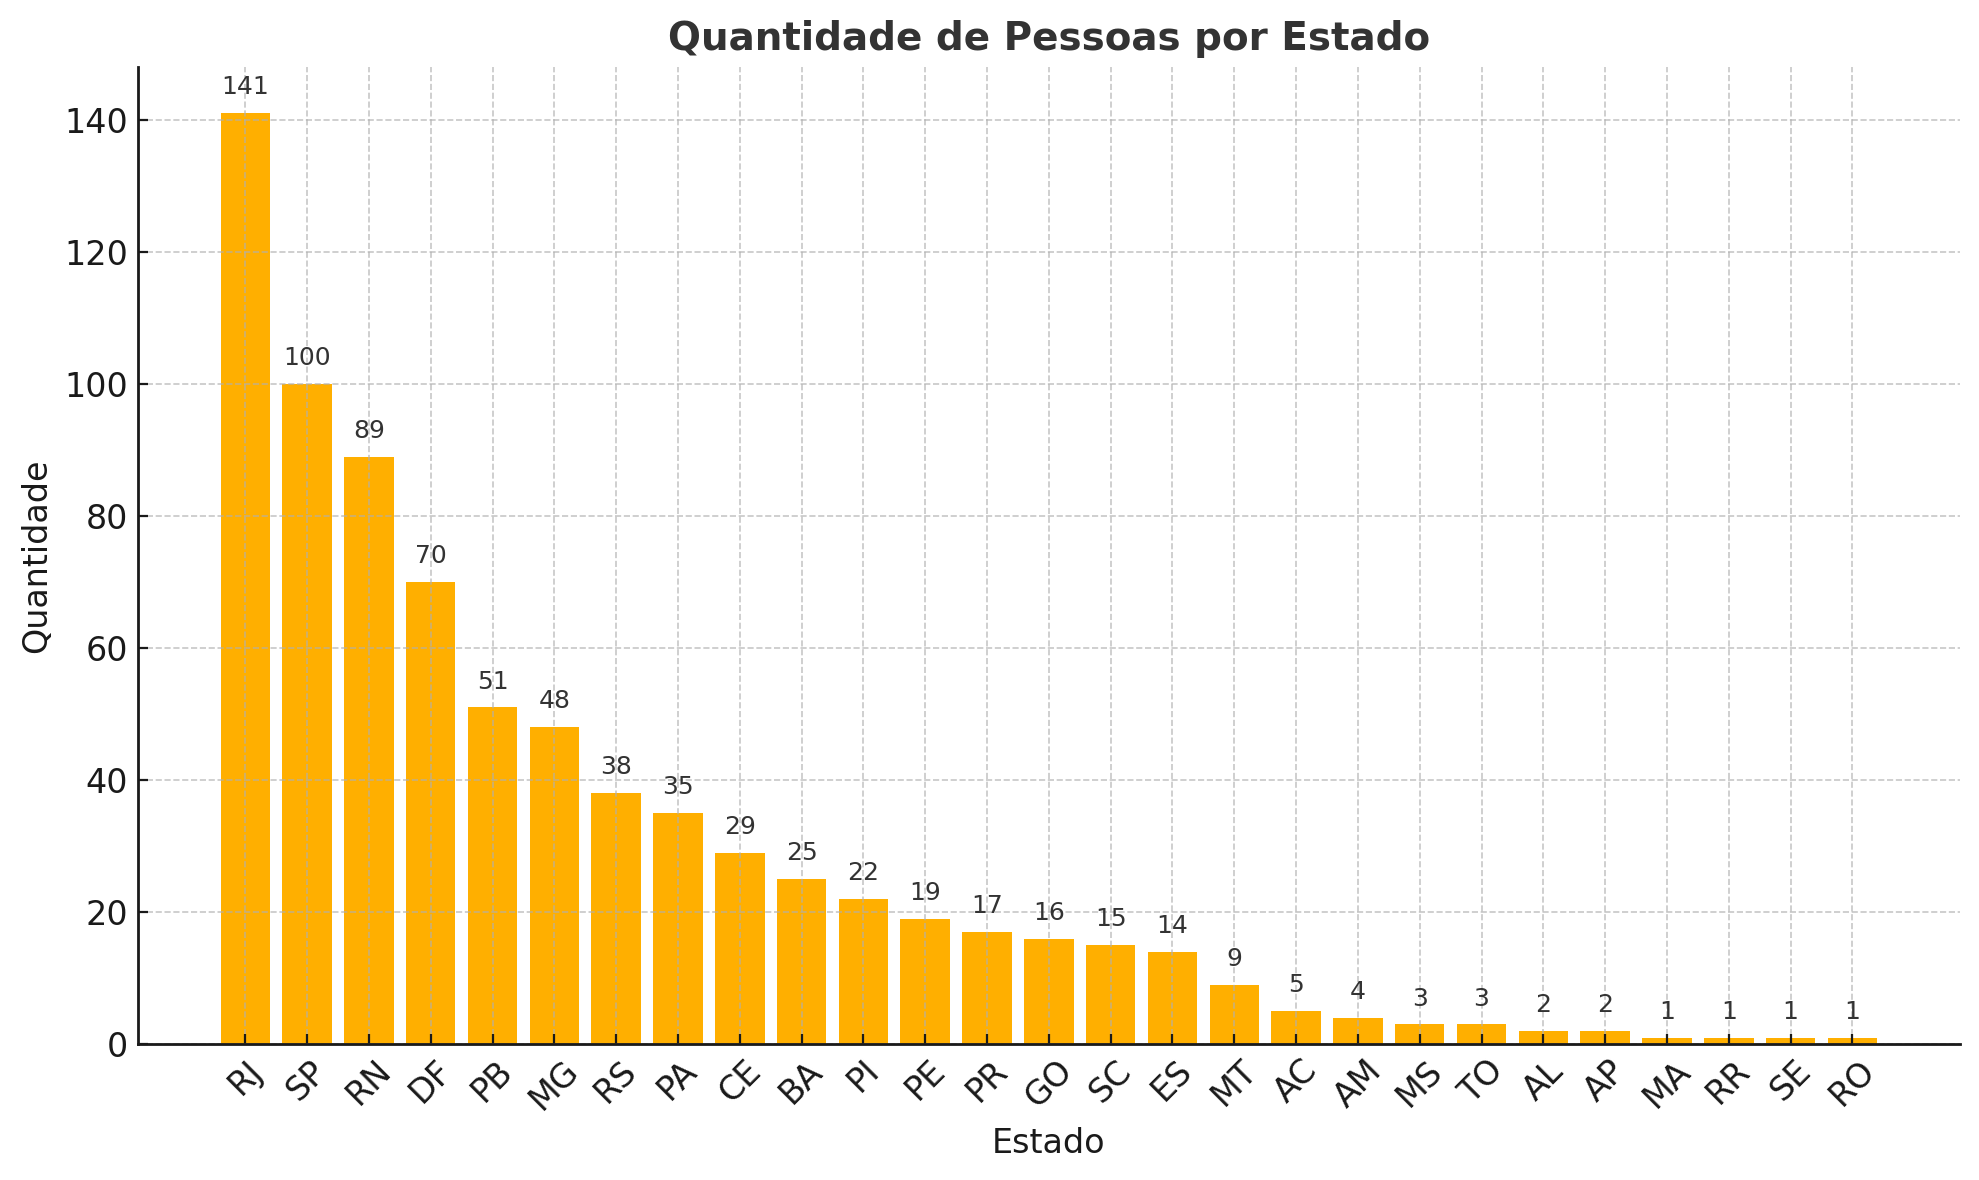 Quantidade de Pessoas por Estado
Quantidade
140
120
100
80
60
40
20
0
141
100
89
70
51
48
38
35
29
25
22
19
17
16
15
14
9
5
4
3
3
2
2
1
1
1
1
RJ
SP
RN
DF
PB
MG
RS
PA
CE
BA
PI
PE
PR
GO
SC
ES
MT
AC
AM
MS
TO
AL
AP
MA
RR
SE
RO
Estado